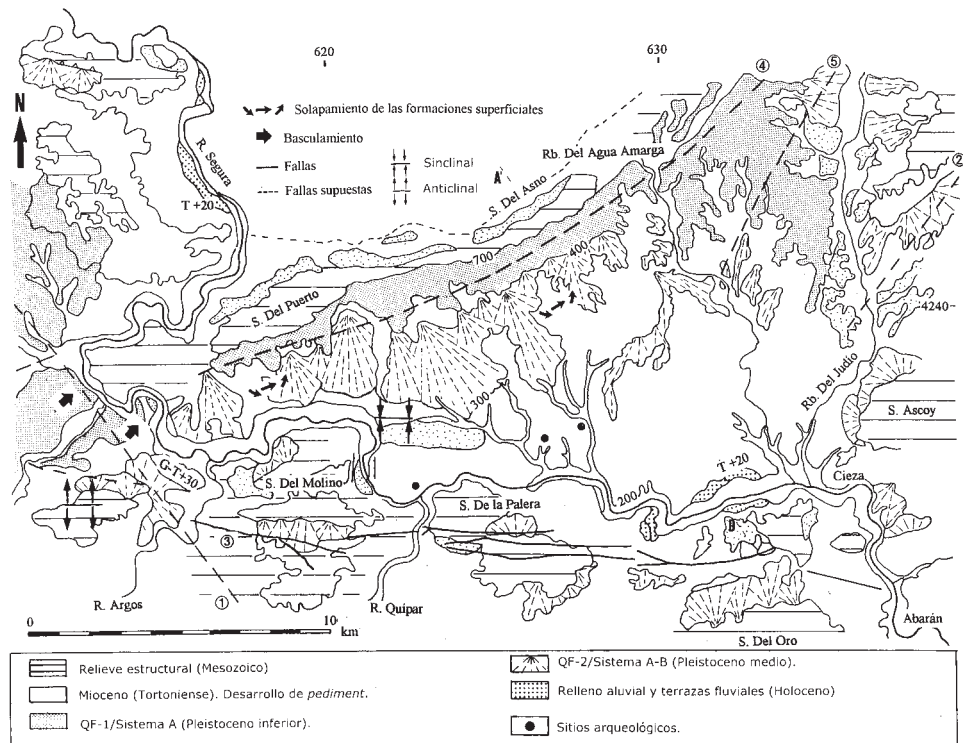 620
630
④
⑤
②
N
Solapamiento de las formaciones superficiales
Basculamiento
Fallas
Fallas supuestas
Sinclinal
Anticlinal
A
R. Segura
T +20
Rb. Del Agua Amarga
S. Del Asno
700
400
S. Del Puerto
4240
Rb. Del Judio
S. Ascoy
300
G-T+30
S. Del Molino
T +20
Cieza
200
S. De la Palera
③
R. Argos
①
R. Quipar
Abarán
S. Del Oro
0
10
km
Relieve estructural (Mesozoico)
Mioceno (Tortoniense). Desarrollo de pediment.
QF-1/Sistema A (Pleistoceno inferior).
QF-2/Sistema A-B (Pleistoceno medio).
Relleno aluvial y terrazas fluviales (Holoceno)
Sitios arqueológicos.